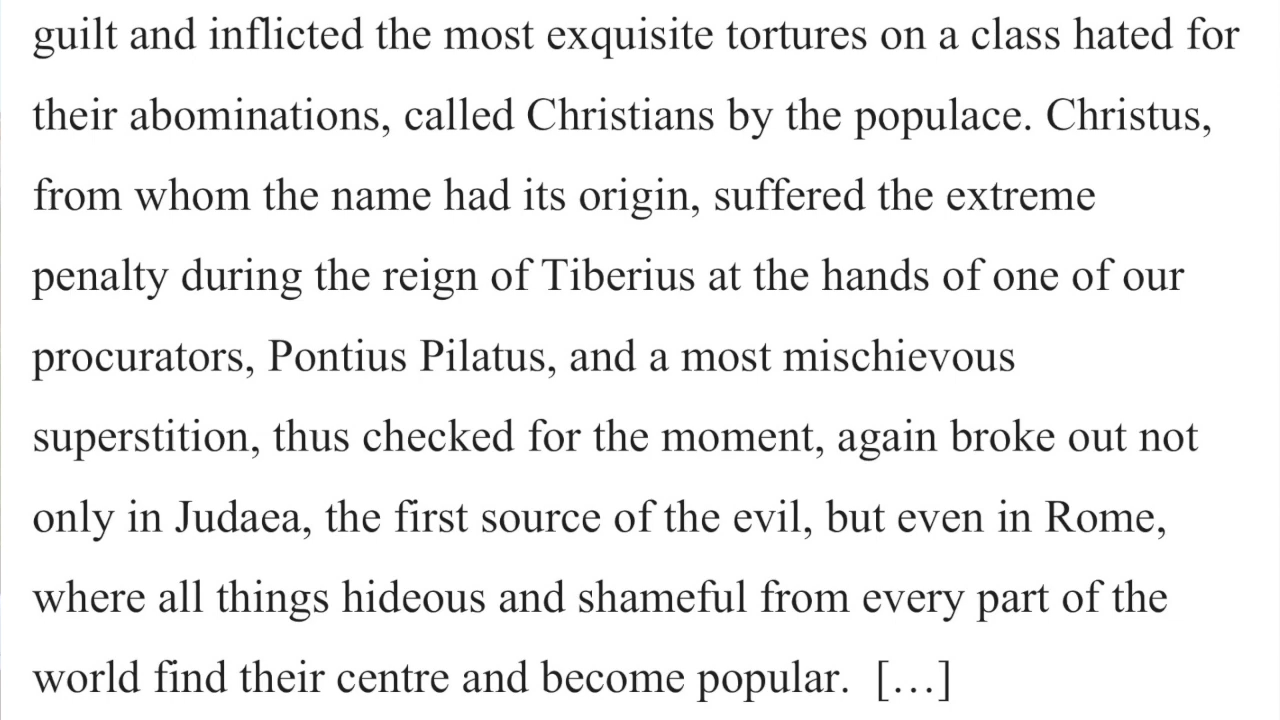 guilt and inflicted the most exquisite tortures on a class hated for
their abominations, called Christians by the populace. Christus,
from whom the name had its origin, suffered the extreme
penalty during the reign of Tiberius at the hands of one of our
procurators, Pontius Pilatus, and a most mischievous
superstition, thus checked for the moment, again broke out not
only in Judaea, the first source of the evil, but even in Rome,
where all things hideous and shameful from every part of the
world find their centre and become popular. […]